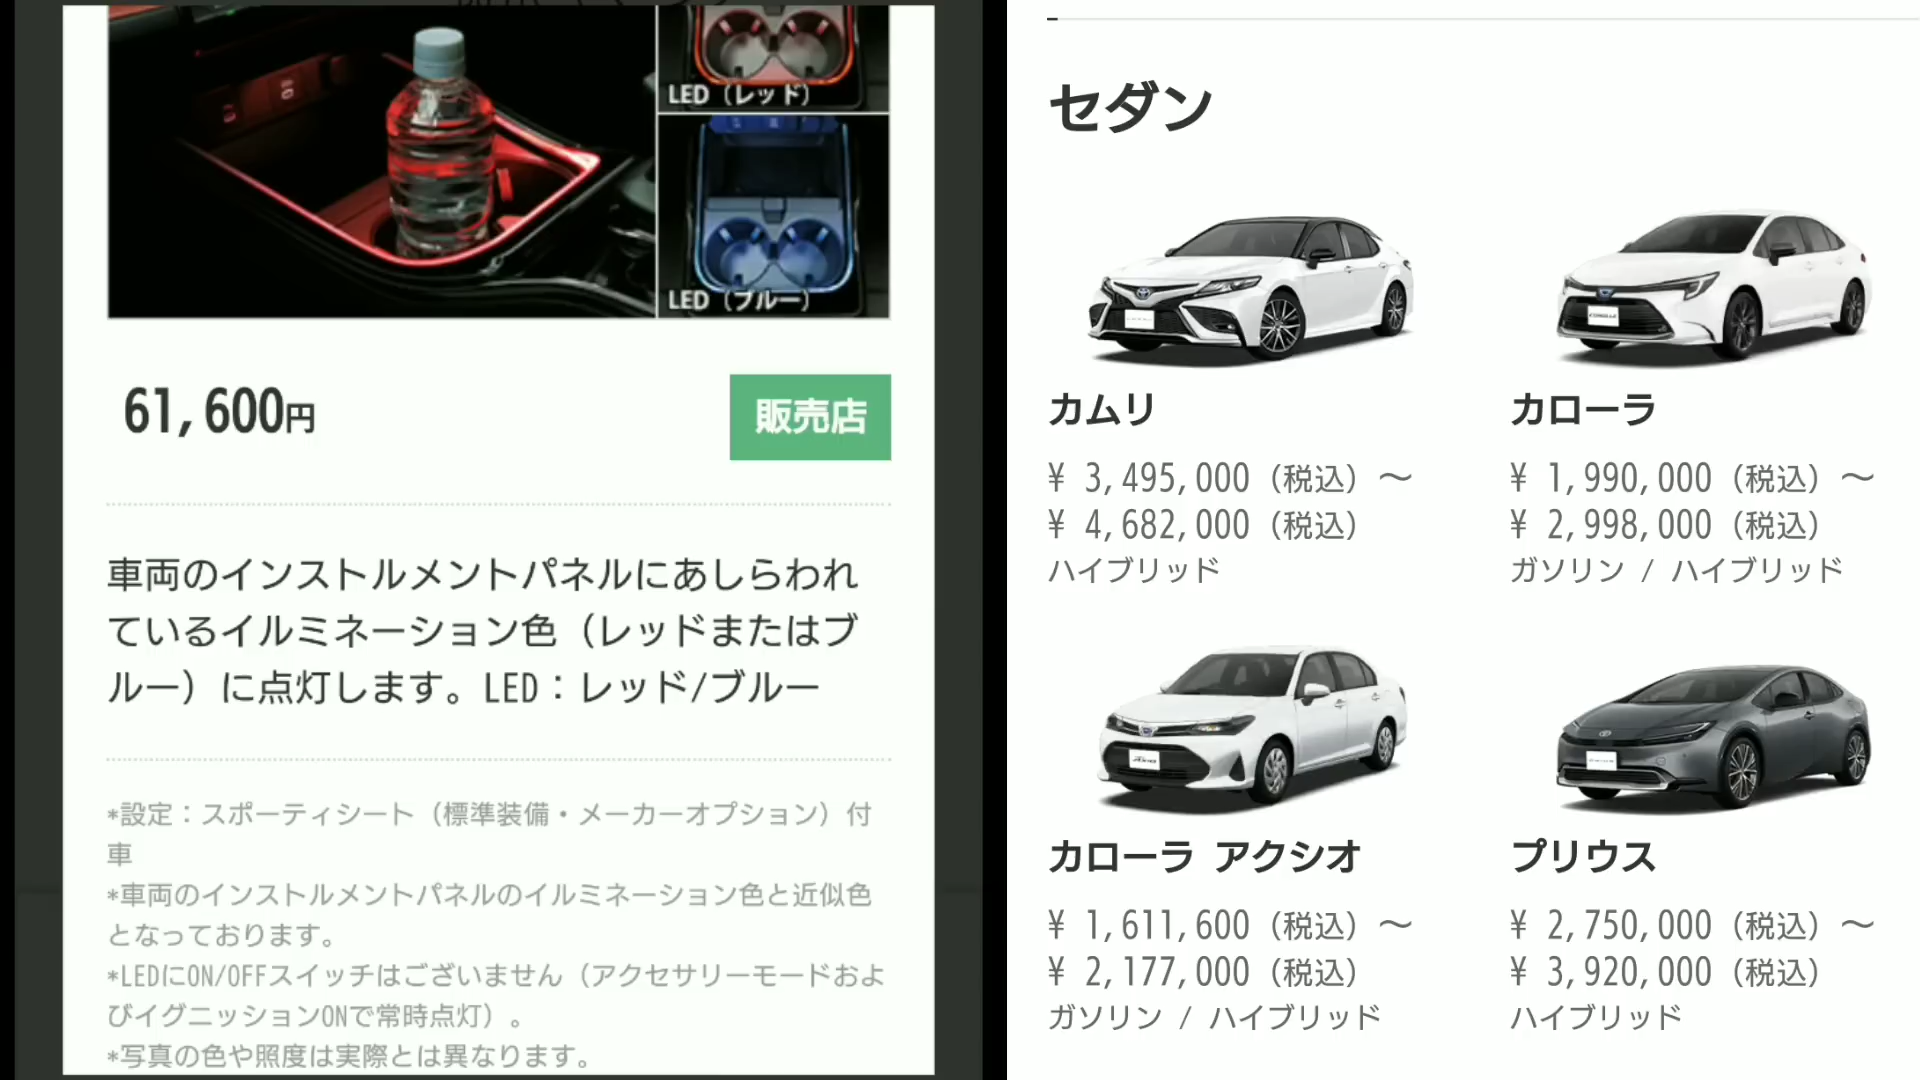 LED（レッド）
LED（ブルー）
61,600円
販売店
車両のインストルメントパネルにあしらわれ
ているイルミネーション色（レッドまたはブ
ルー）に点灯します。LED：レッド/ブルー
*設定：スポーティシート（標準装備・メーカーオプション）付
車
*車両のインストルメントパネルのイルミネーション色と近似色
となっております。
*LEDにON/OFFスイッチはございません（アクセサリーモードおよ
びイグニッションONで常時点灯）。
*写真の色や照度は実際とは異なります。
セダン
カムリ
¥ 3,495,000（税込）～
¥ 4,682,000（税込）
ハイブリッド
カローラ
¥ 1,990,000（税込）～
¥ 2,998,000（税込）
ガソリン / ハイブリッド
カローラ アクシオ
¥ 1,611,600（税込）～
¥ 2,177,000（税込）
ガソリン / ハイブリッド
プリウス
¥ 2,750,000（税込）～
¥ 3,920,000（税込）
ハイブリッド